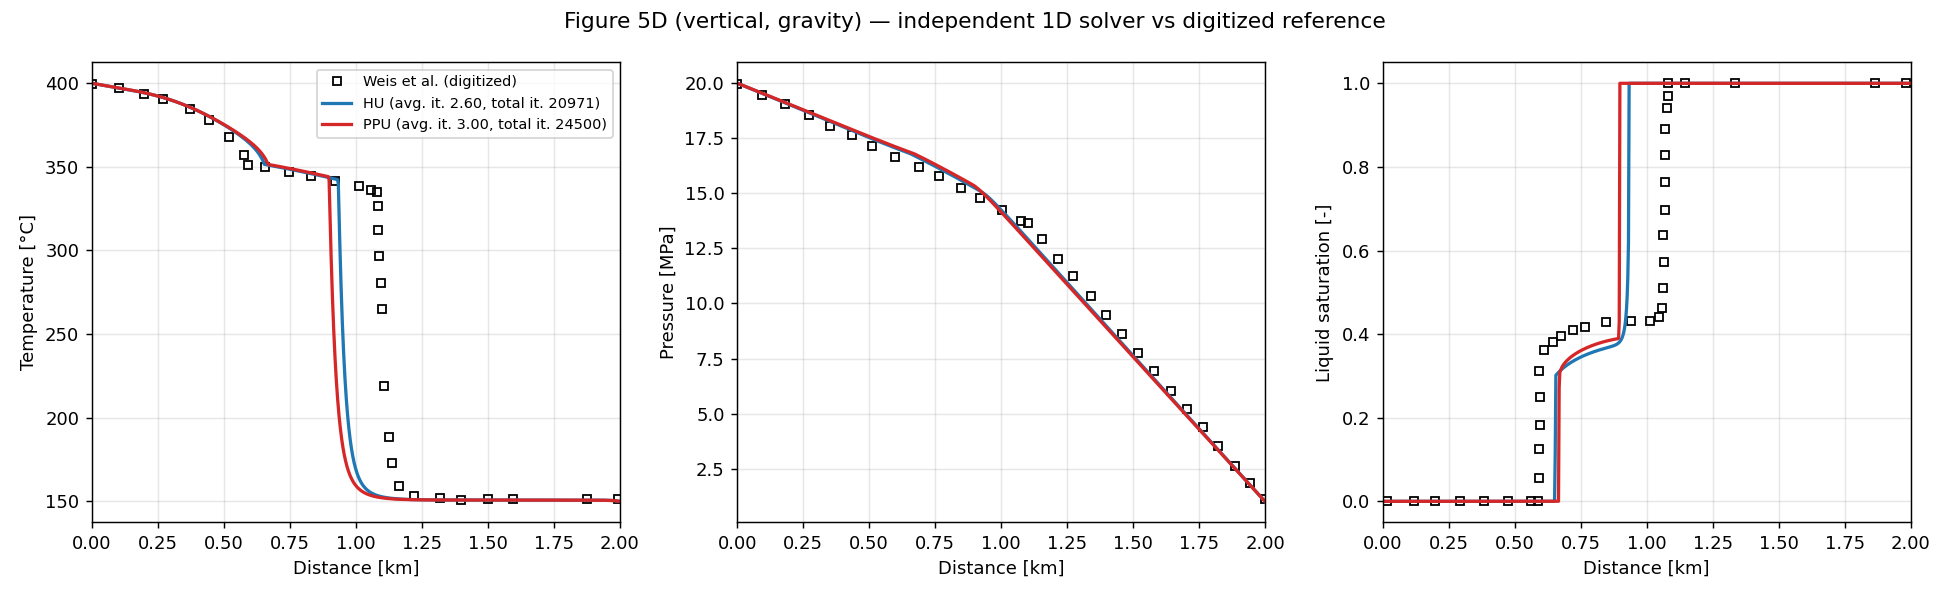 Figure 5D (vertical, gravity) — independent 1D solver vs digitized reference
Temperature [°C]
400
350
300
250
200
150
0.00 0.25 0.50 0.75 1.00 1.25 1.50 1.75 2.00
Distance [km]
Weis et al. (digitized)
HU (avg. it. 2.60, total it. 20971)
PPU (avg. it. 3.00, total it. 24500)
Pressure [MPa]
20.0
17.5
15.0
12.5
10.0
7.5
5.0
2.5
0.00 0.25 0.50 0.75 1.00 1.25 1.50 1.75 2.00
Distance [km]
Liquid saturation [-]
1.0
0.8
0.6
0.4
0.2
0.0
0.00 0.25 0.50 0.75 1.00 1.25 1.50 1.75 2.00
Distance [km]